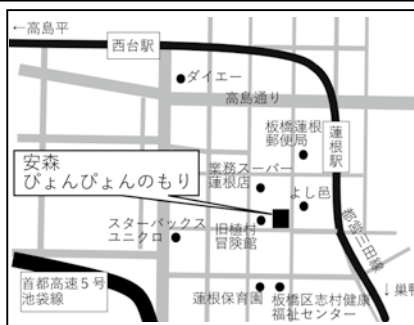 ←高島平
西台駅
ダイエー
高島通り
板橋蓮根
郵便局
蓮根駅
安森
ぴょんぴょんのもり
業務スーパー
蓮根店
よし邑
スターバックス
ユニクロ
旧植村
冒険館
都営三田線
首都高速5号
池袋線
蓮根保育園
板橋区志村健康
福祉センター
↓巣鴨